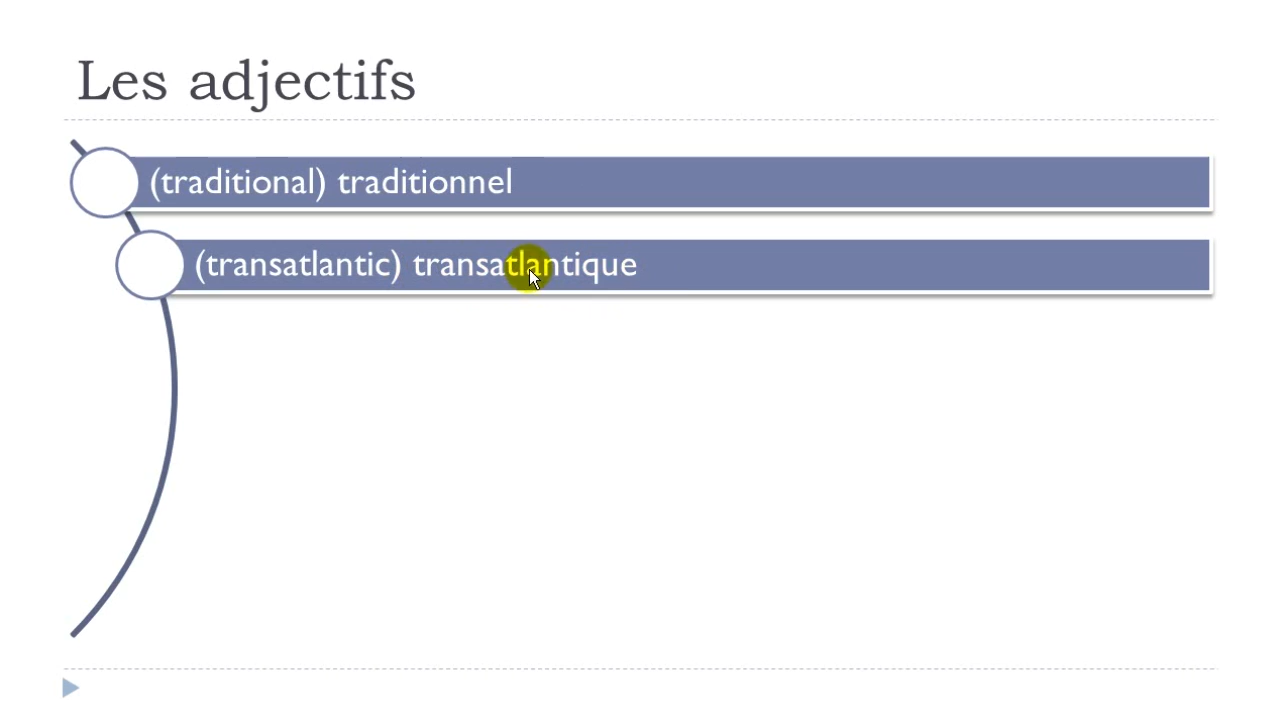 Les adjectifs
(traditional) traditionnel
(transatlantic) transatlantique